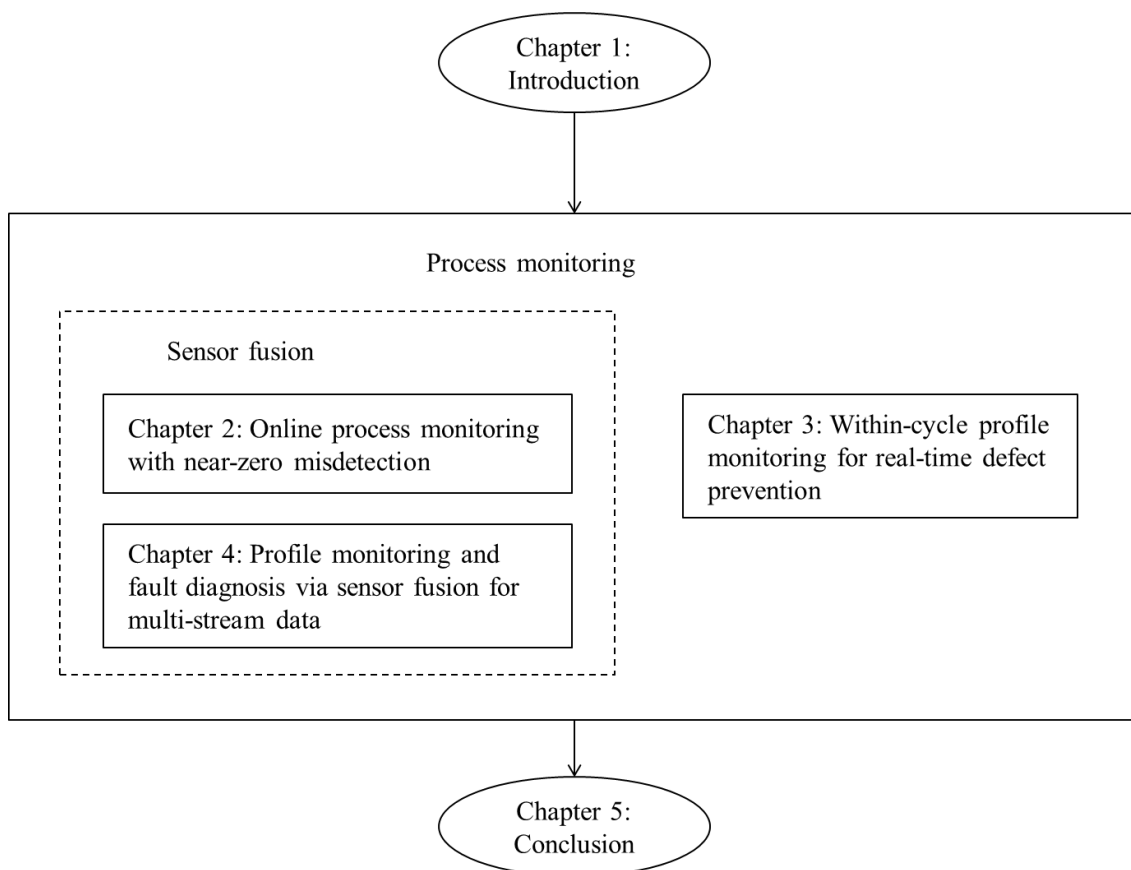 Chapter 1:
Introduction
Process monitoring
Sensor fusion
Chapter 2: Online process monitoring
with near-zero misdetection
Chapter 4: Profile monitoring and
fault diagnosis via sensor fusion for
multi-stream data
Chapter 3: Within-cycle profile
monitoring for real-time defect
prevention
Chapter 5:
Conclusion